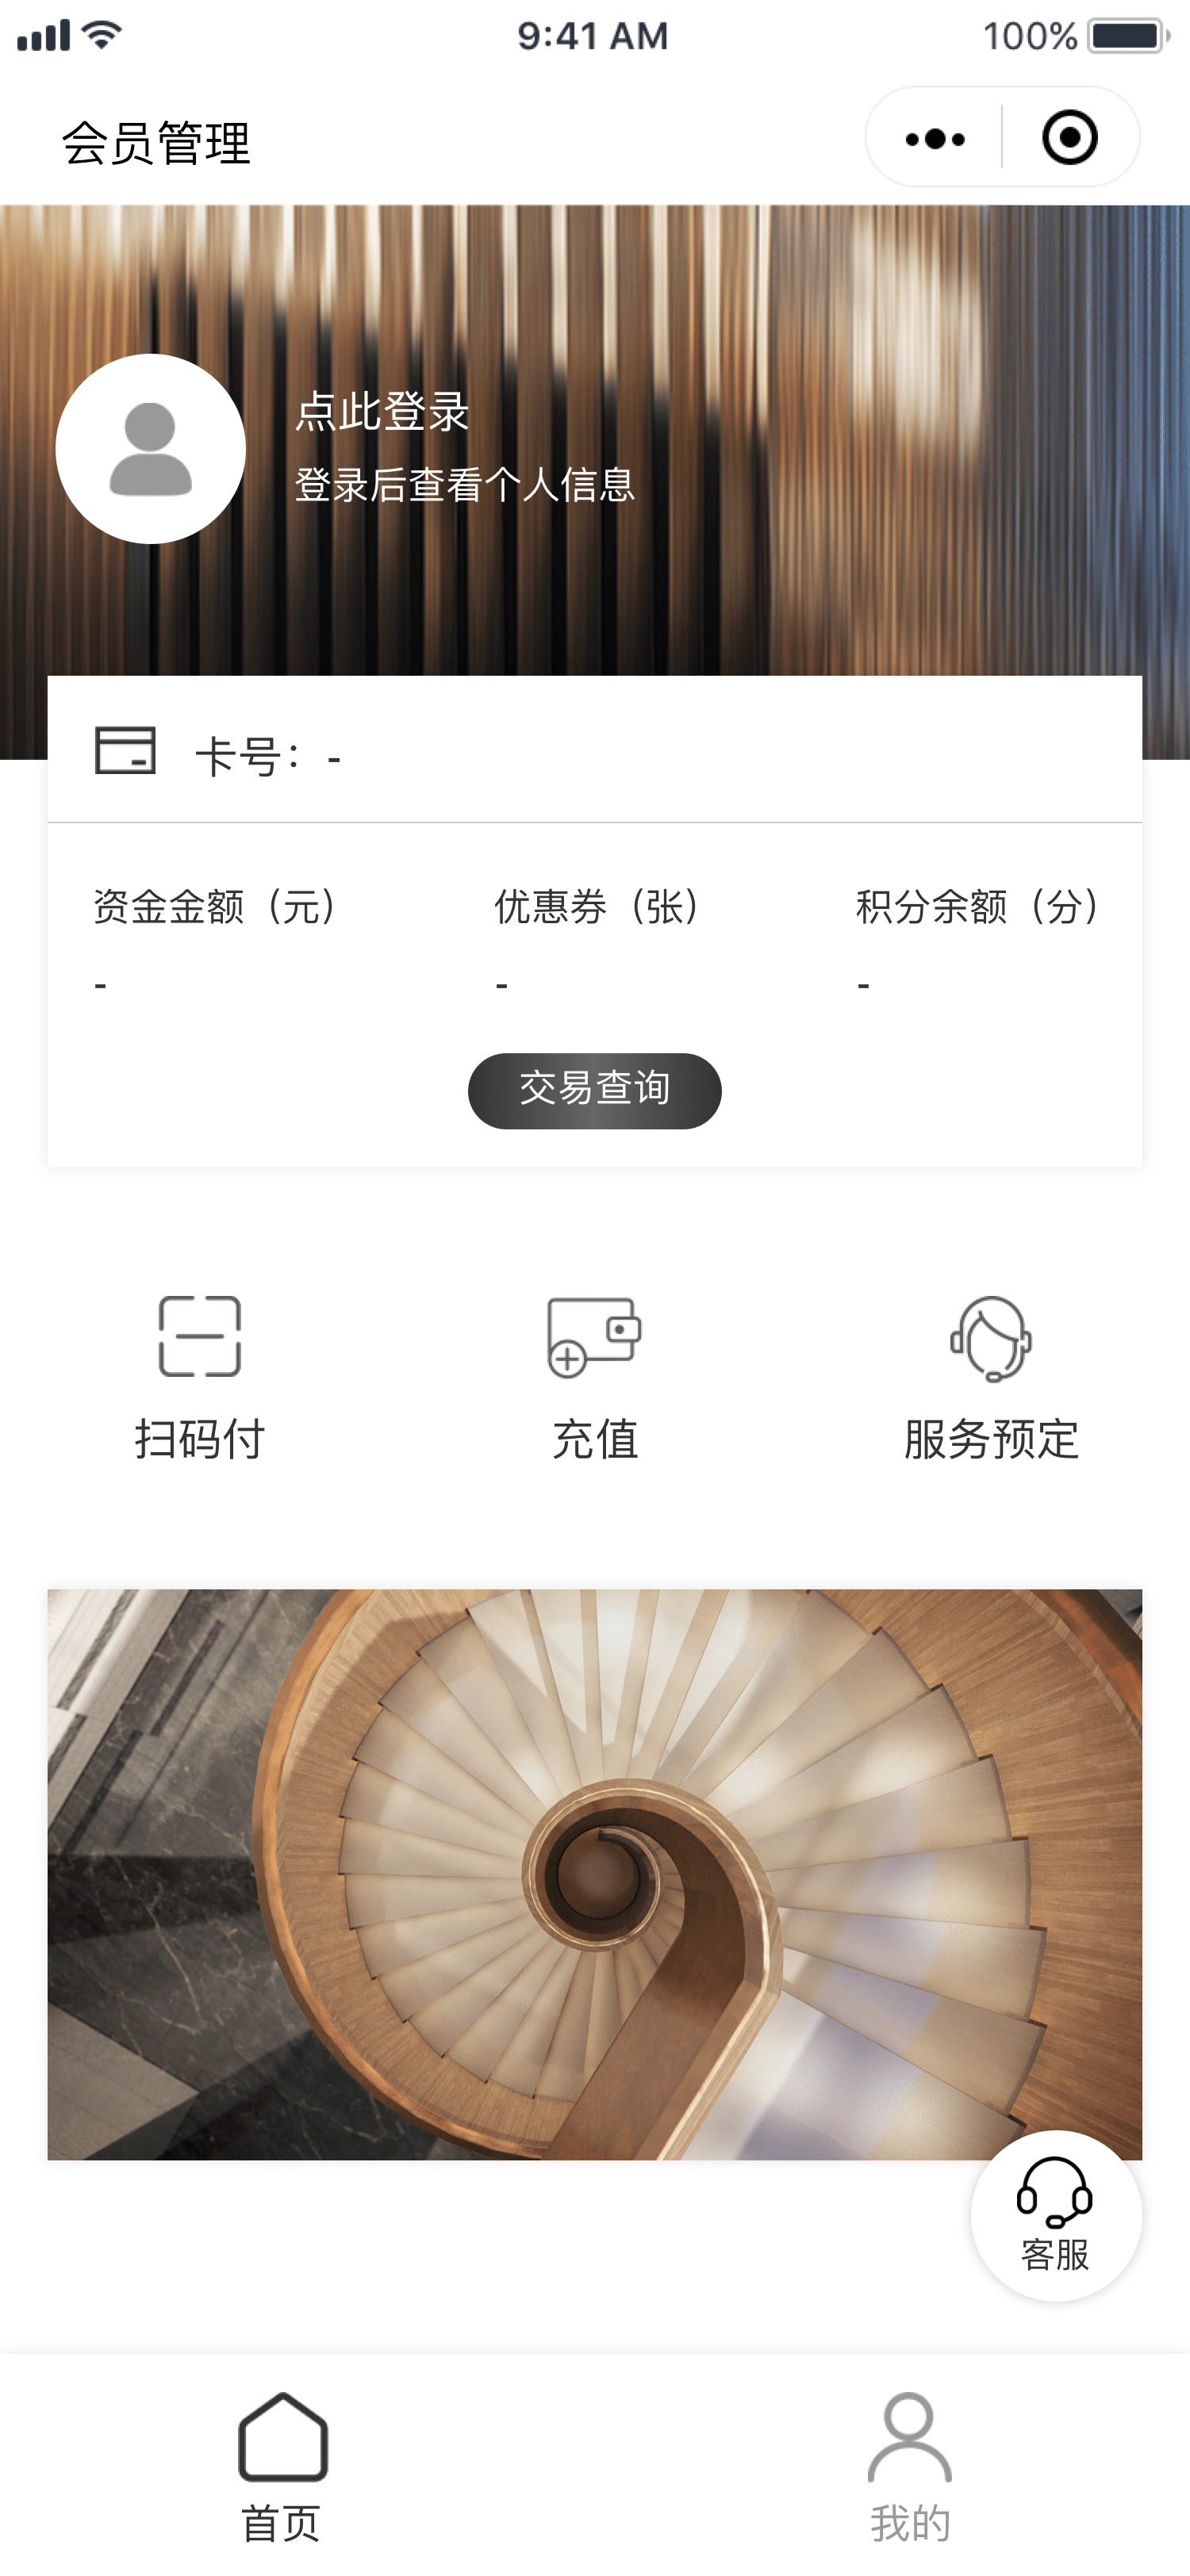 9:41 AM
100%
会员管理
点此登录
登录后查看个人信息
卡号：-
资金金额（元）
优惠券（张）
积分余额（分）
-
-
-
交易查询
扫码付
充值
服务预定
客服
首页
我的